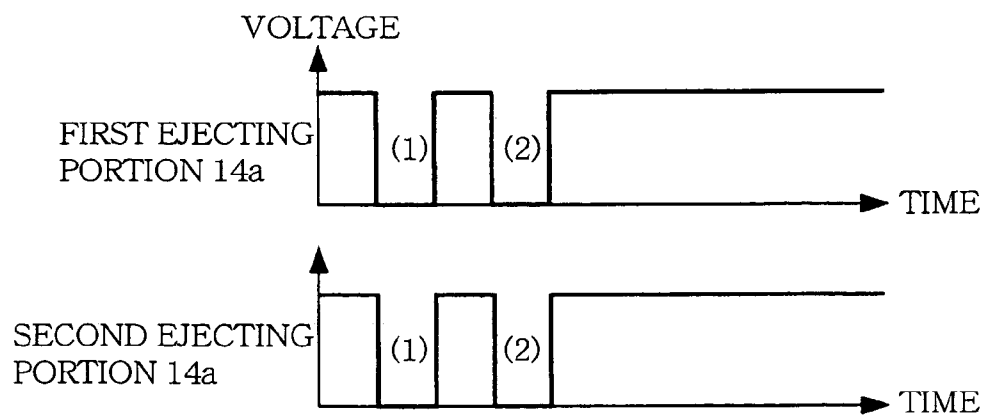 VOLTAGE
FIRST EJECTING
PORTION 14a
(1)
(2)
TIME
SECOND EJECTING
PORTION 14a
(1)
(2)
TIME